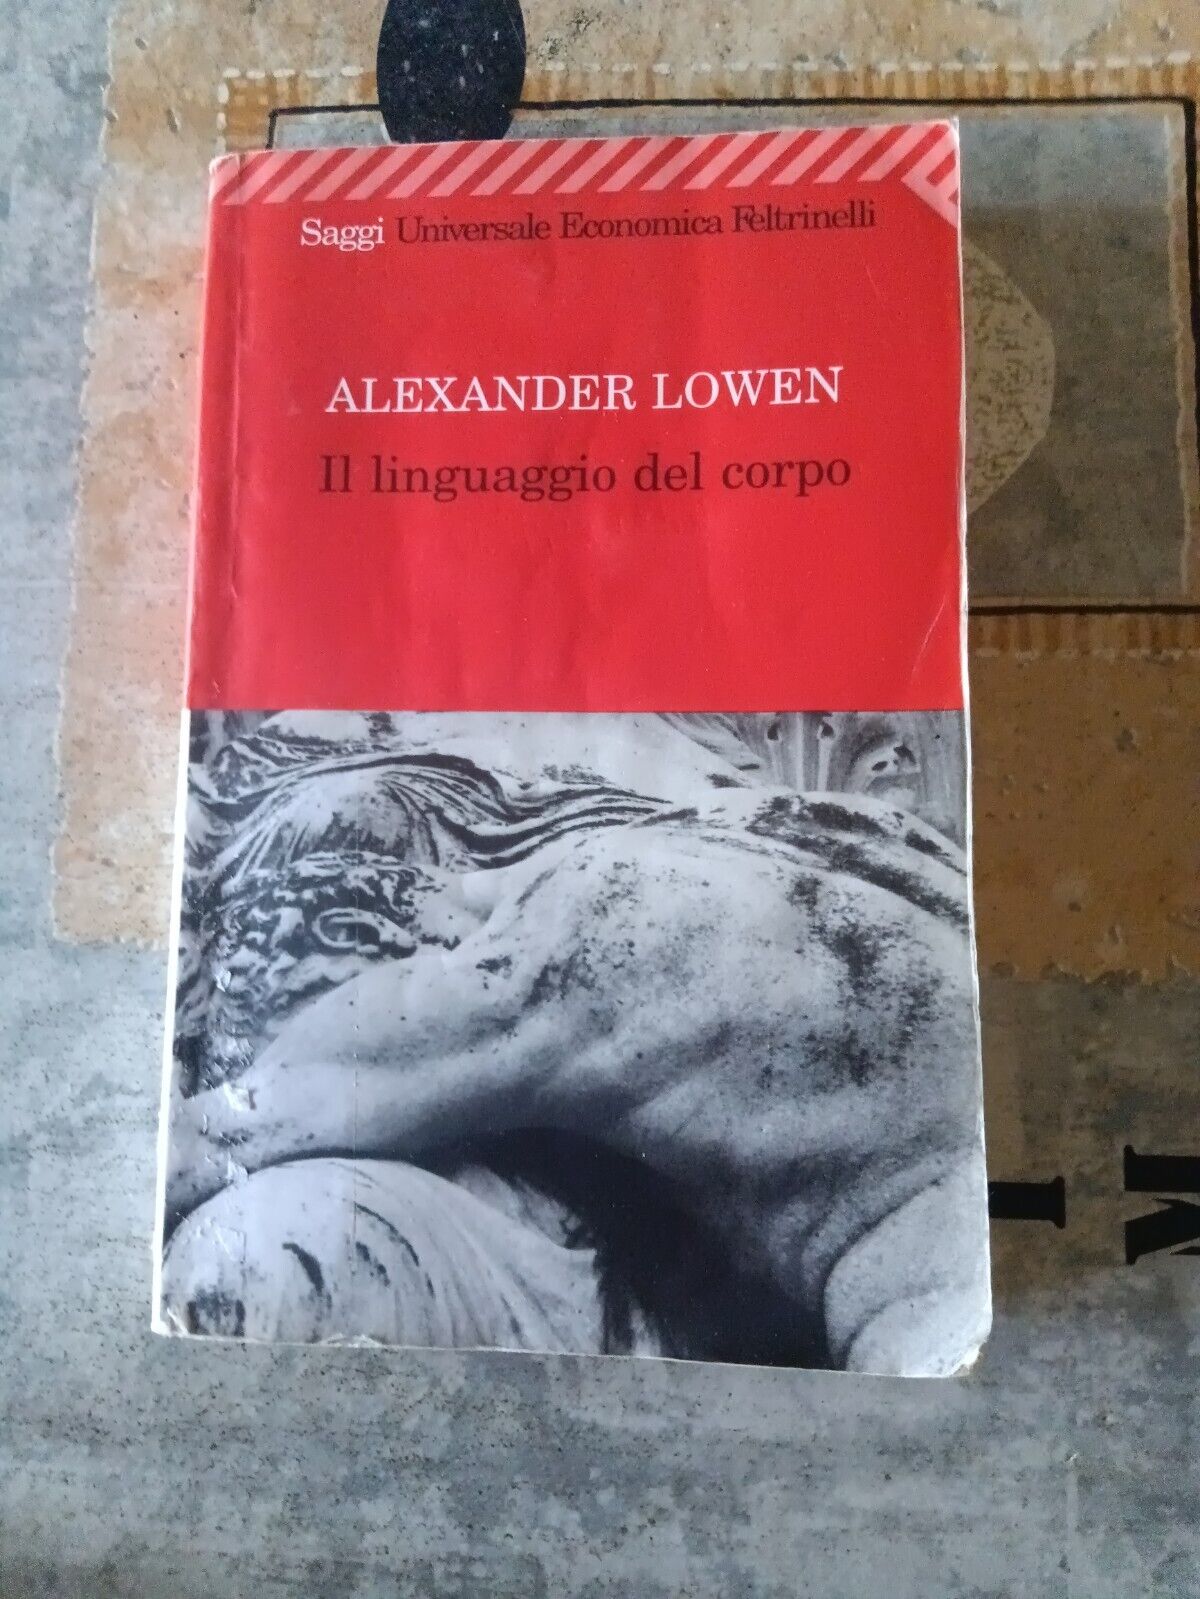 Saggi Universale Economica Feltrinelli
ALEXANDER LOWEN
Il linguaggio del corpo
I
M